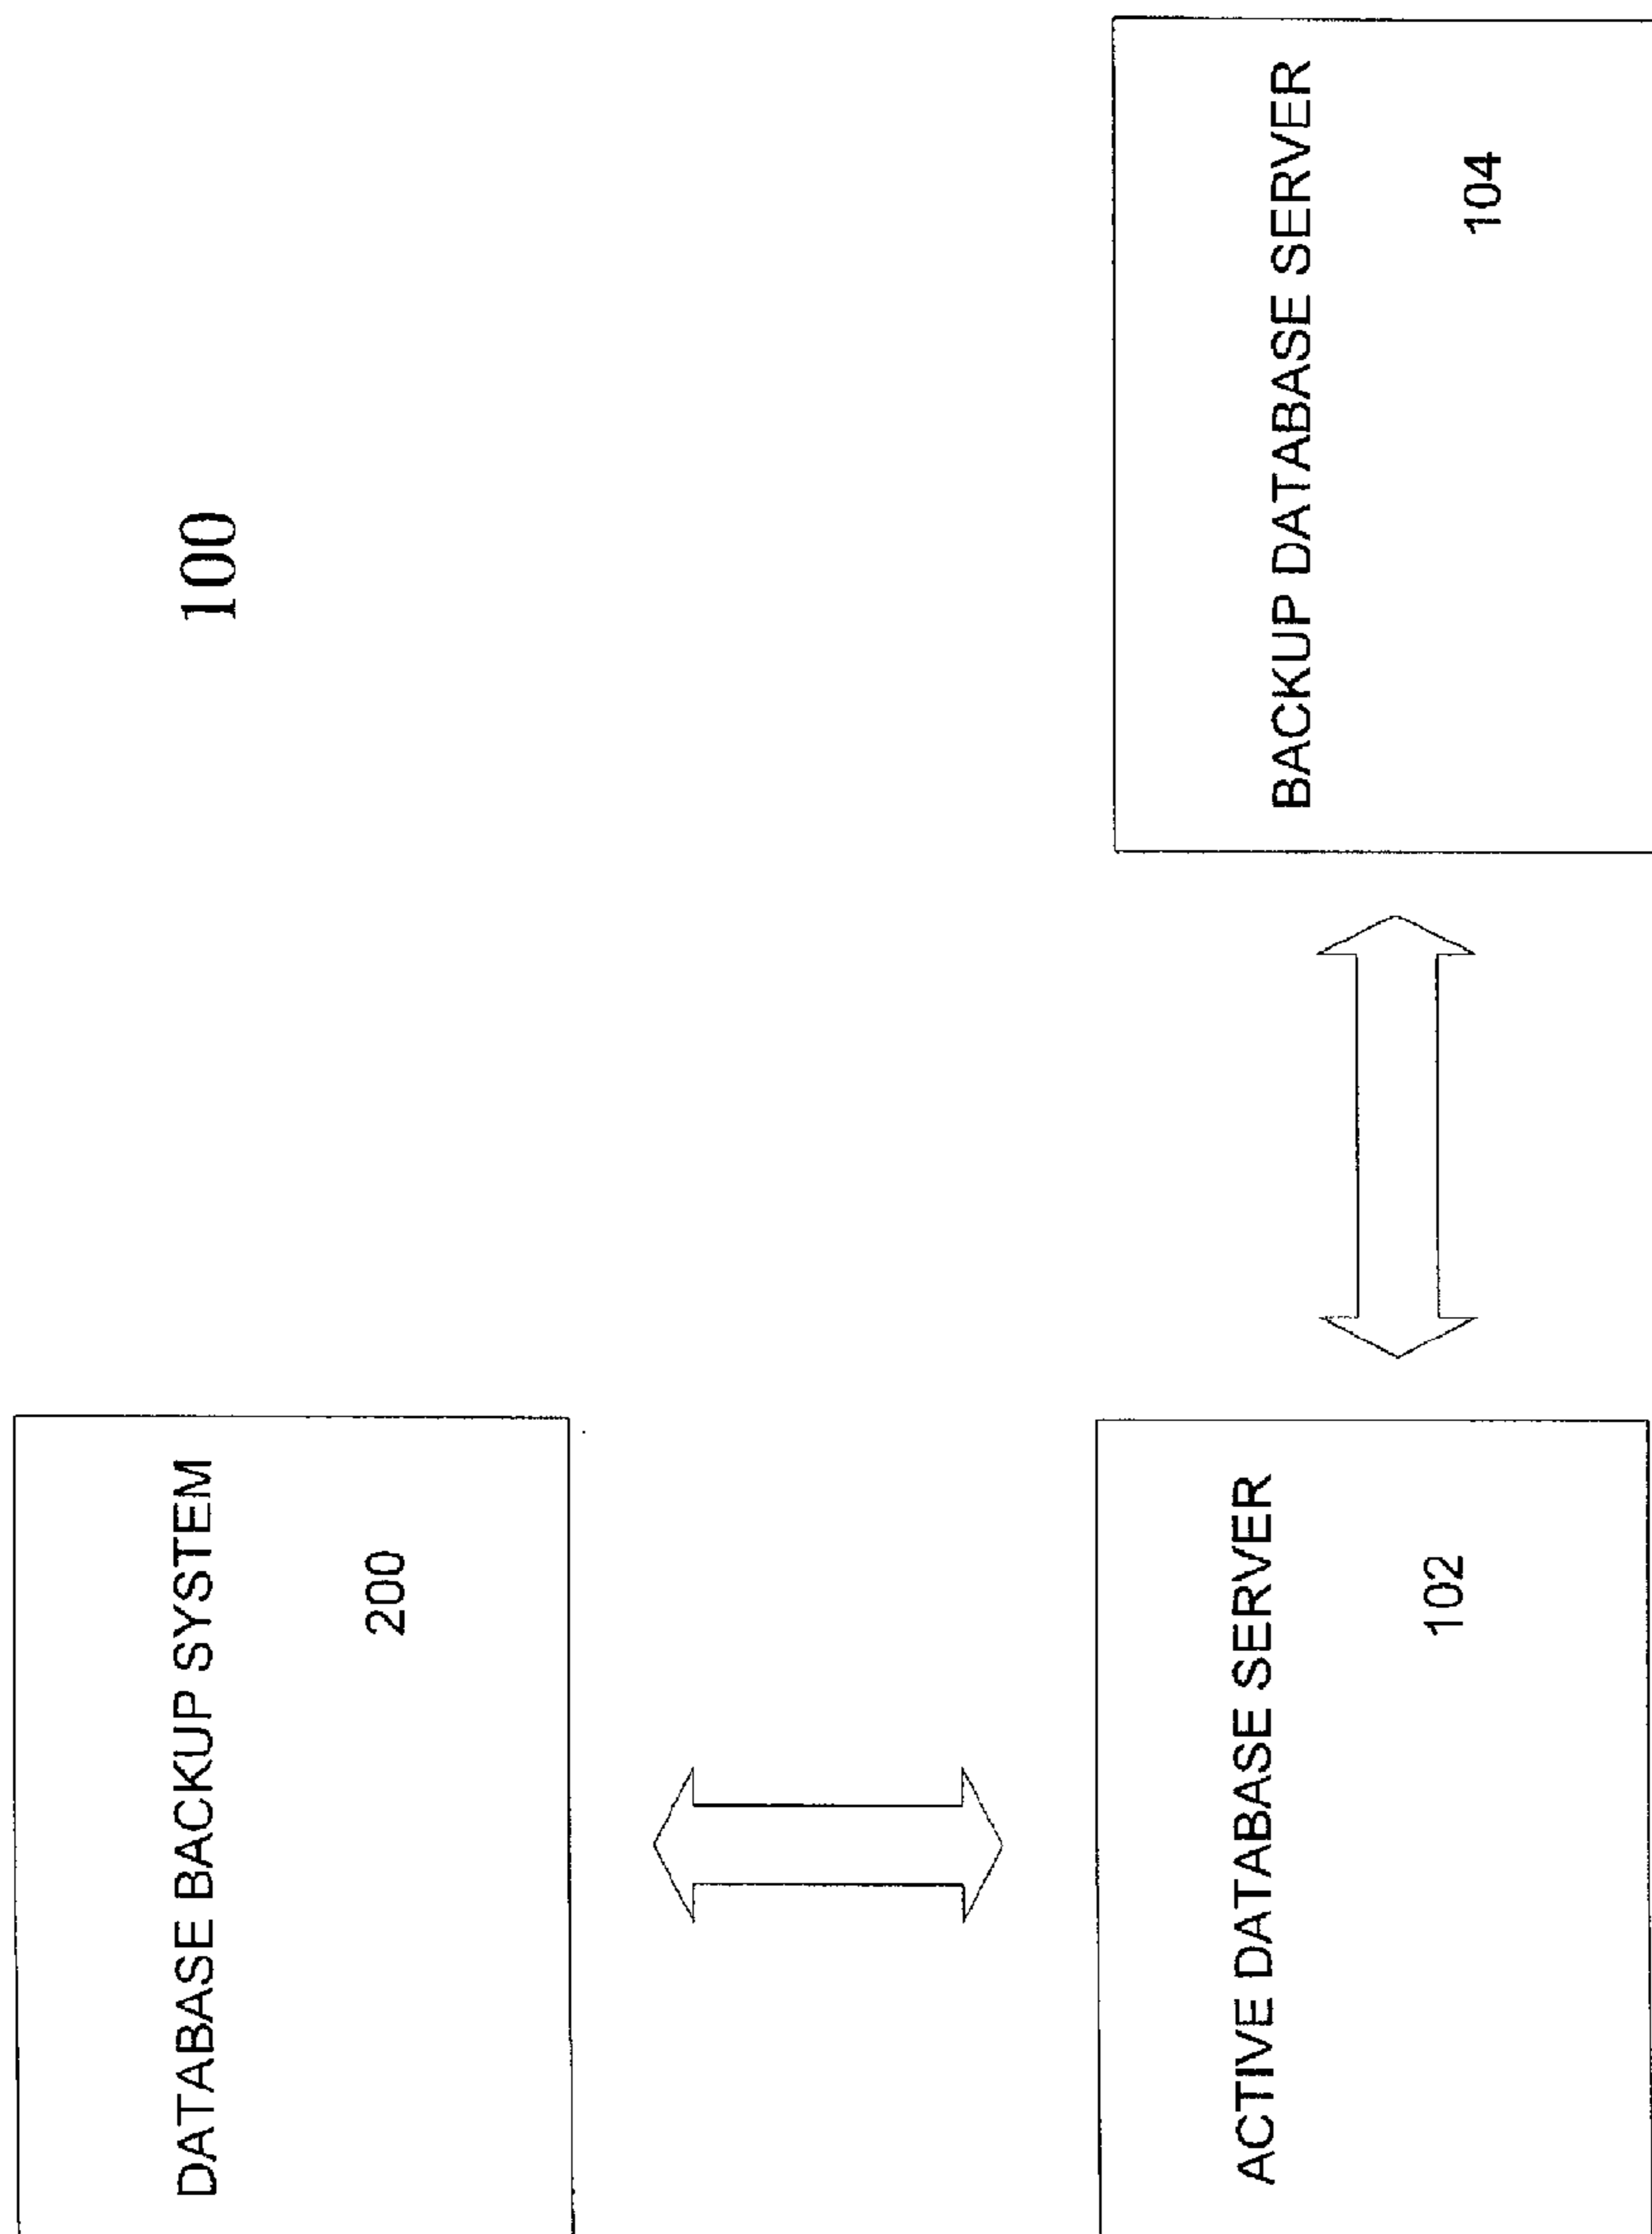 100
DATABASE BACKUP SYSTEM
200
ACTIVE DATABASE SERVER
102
BACKUP DATABASE SERVER
104